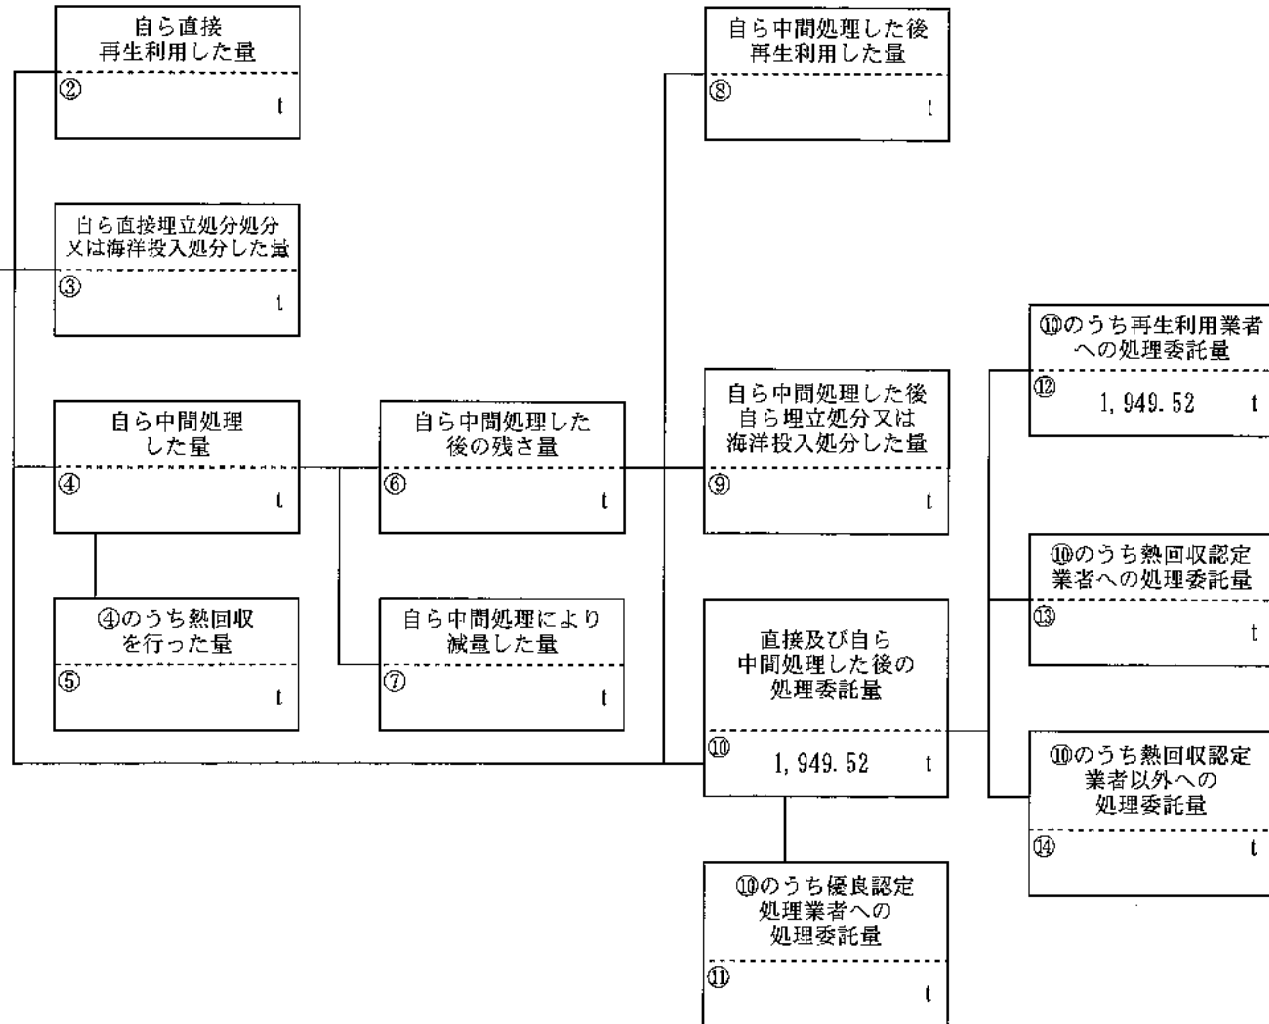 自ら直接
再生利用した量
②
t
自ら直接埋立処分処分
又は海洋投入処分した量
③
t
自ら中間処理
した量
④
t
④のうち熱回収
を行った量
⑤
t
自ら中間処理した
後の残さ量
⑥
t
自ら中間処理により
減量した量
⑦
t
自ら中間処理した後
再生利用した量
⑧
t
自ら中間処理した後
自ら埋立処分又は
海洋投入処分した量
⑨
t
直接及び自ら
中間処理した後の
処理委託量
⑩ 1,949.52 t
⑩のうち優良認定
処理業者への
処理委託量
⑪
t
⑩のうち再生利用業者
への処理委託量
⑫ 1,949.52 t
⑩のうち熱回収認定
業者への処理委託量
⑬
t
⑩のうち熱回収認定
業者以外への
処理委託量
⑭ t